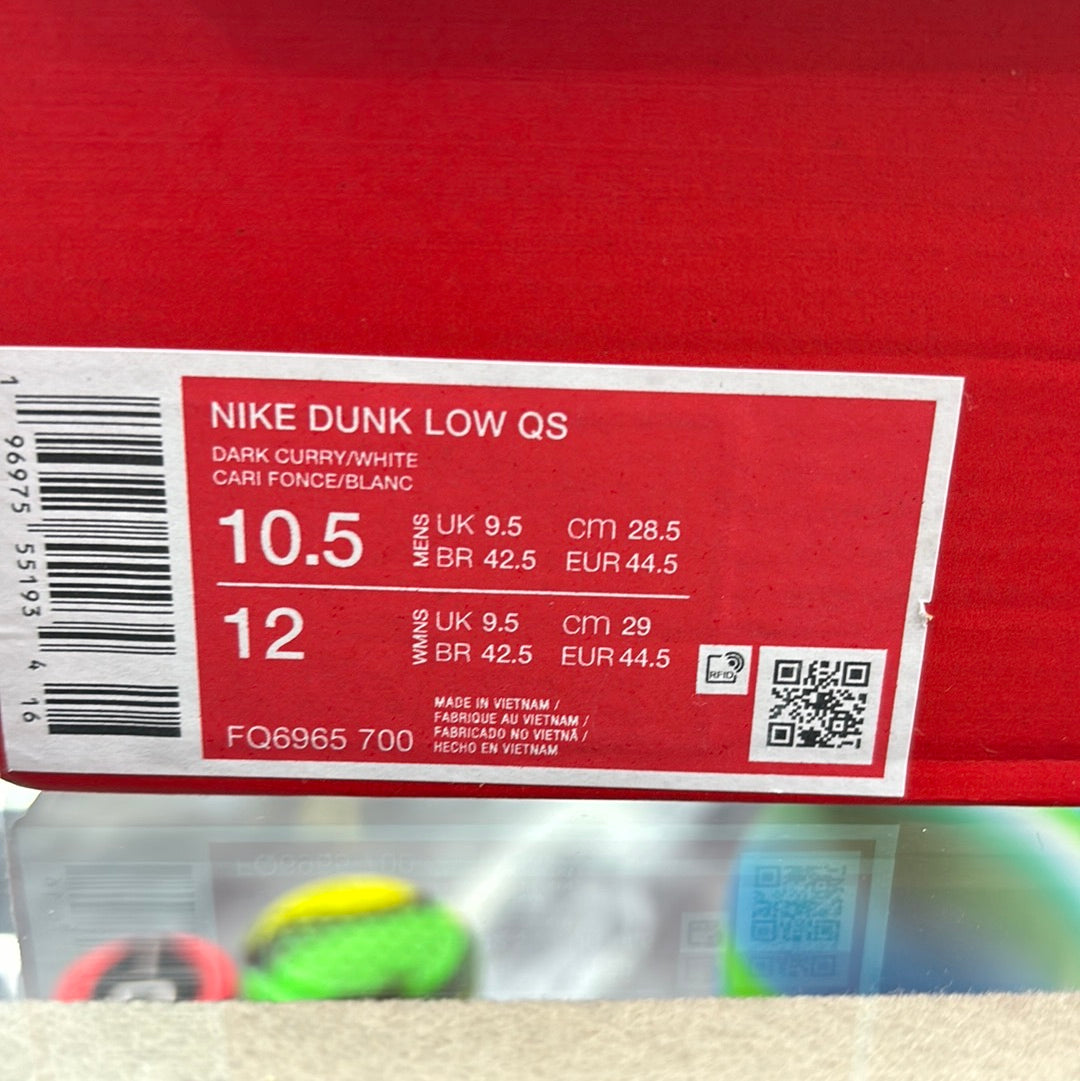 NIKE DUNK LOW QS
DARK CURRY/WHITE
CARI FONCE/BLANC
10.5 MENS UK 9.5 cm 28.5
BR 42.5 EUR 44.5
12 WMNS UK 9.5 cm 29
BR 42.5 EUR 44.5
RFID
MADE IN VIETNAM /
FABRIQUE AU VIETNAM /
FABRICADO NO VIETNÃ /
HECHO EN VIETNAM
FQ6965 700
1 96975 55193 4 16